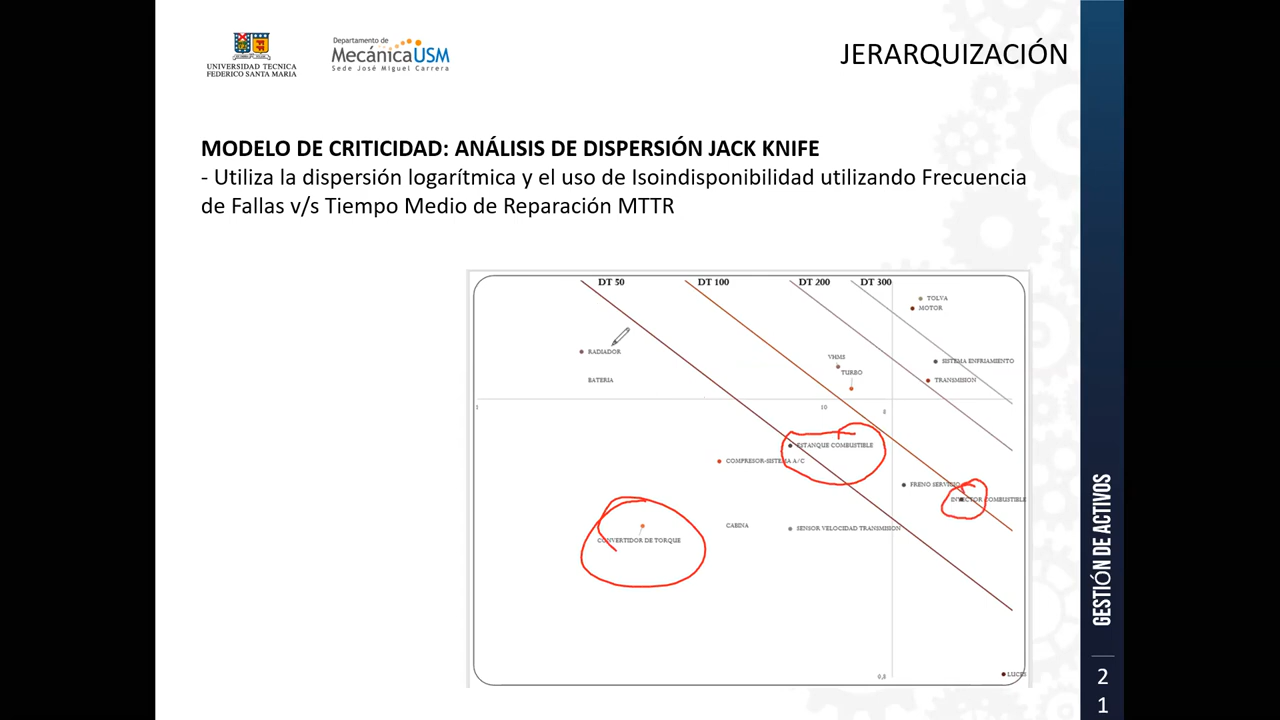 UNIVERSIDAD TECNICA
FEDERICO SANTA MARIA
Departamento de
MecánicaUSM
Sede José Miguel Carrera
JERARQUIZACIÓN
MODELO DE CRITICIDAD: ANÁLISIS DE DISPERSIÓN JACK KNIFE
- Utiliza la dispersión logarítmica y el uso de Isoindisponibilidad utilizando Frecuencia
de Fallas v/s Tiempo Medio de Reparación MTTR
DT 50 DT 100 DT 200 DT 300
TOLVA
MOTOR
RADIADOR
VHMS
SISTEMA ENFRIAMIENTO
TURBO
BATERIA
TRANSMISION
1
10
8
ESTANQUE COMBUSTIBLE
COMPRESOR-SISTEMA A/C
FRENO SERVICIO
INYECTOR COMBUSTIBLE
CABINA
SENSOR VELOCIDAD TRANSMISION
CONVERTIDOR DE TORQUE
0,8
LUCES
GESTIÓN DE ACTIVOS
2
1